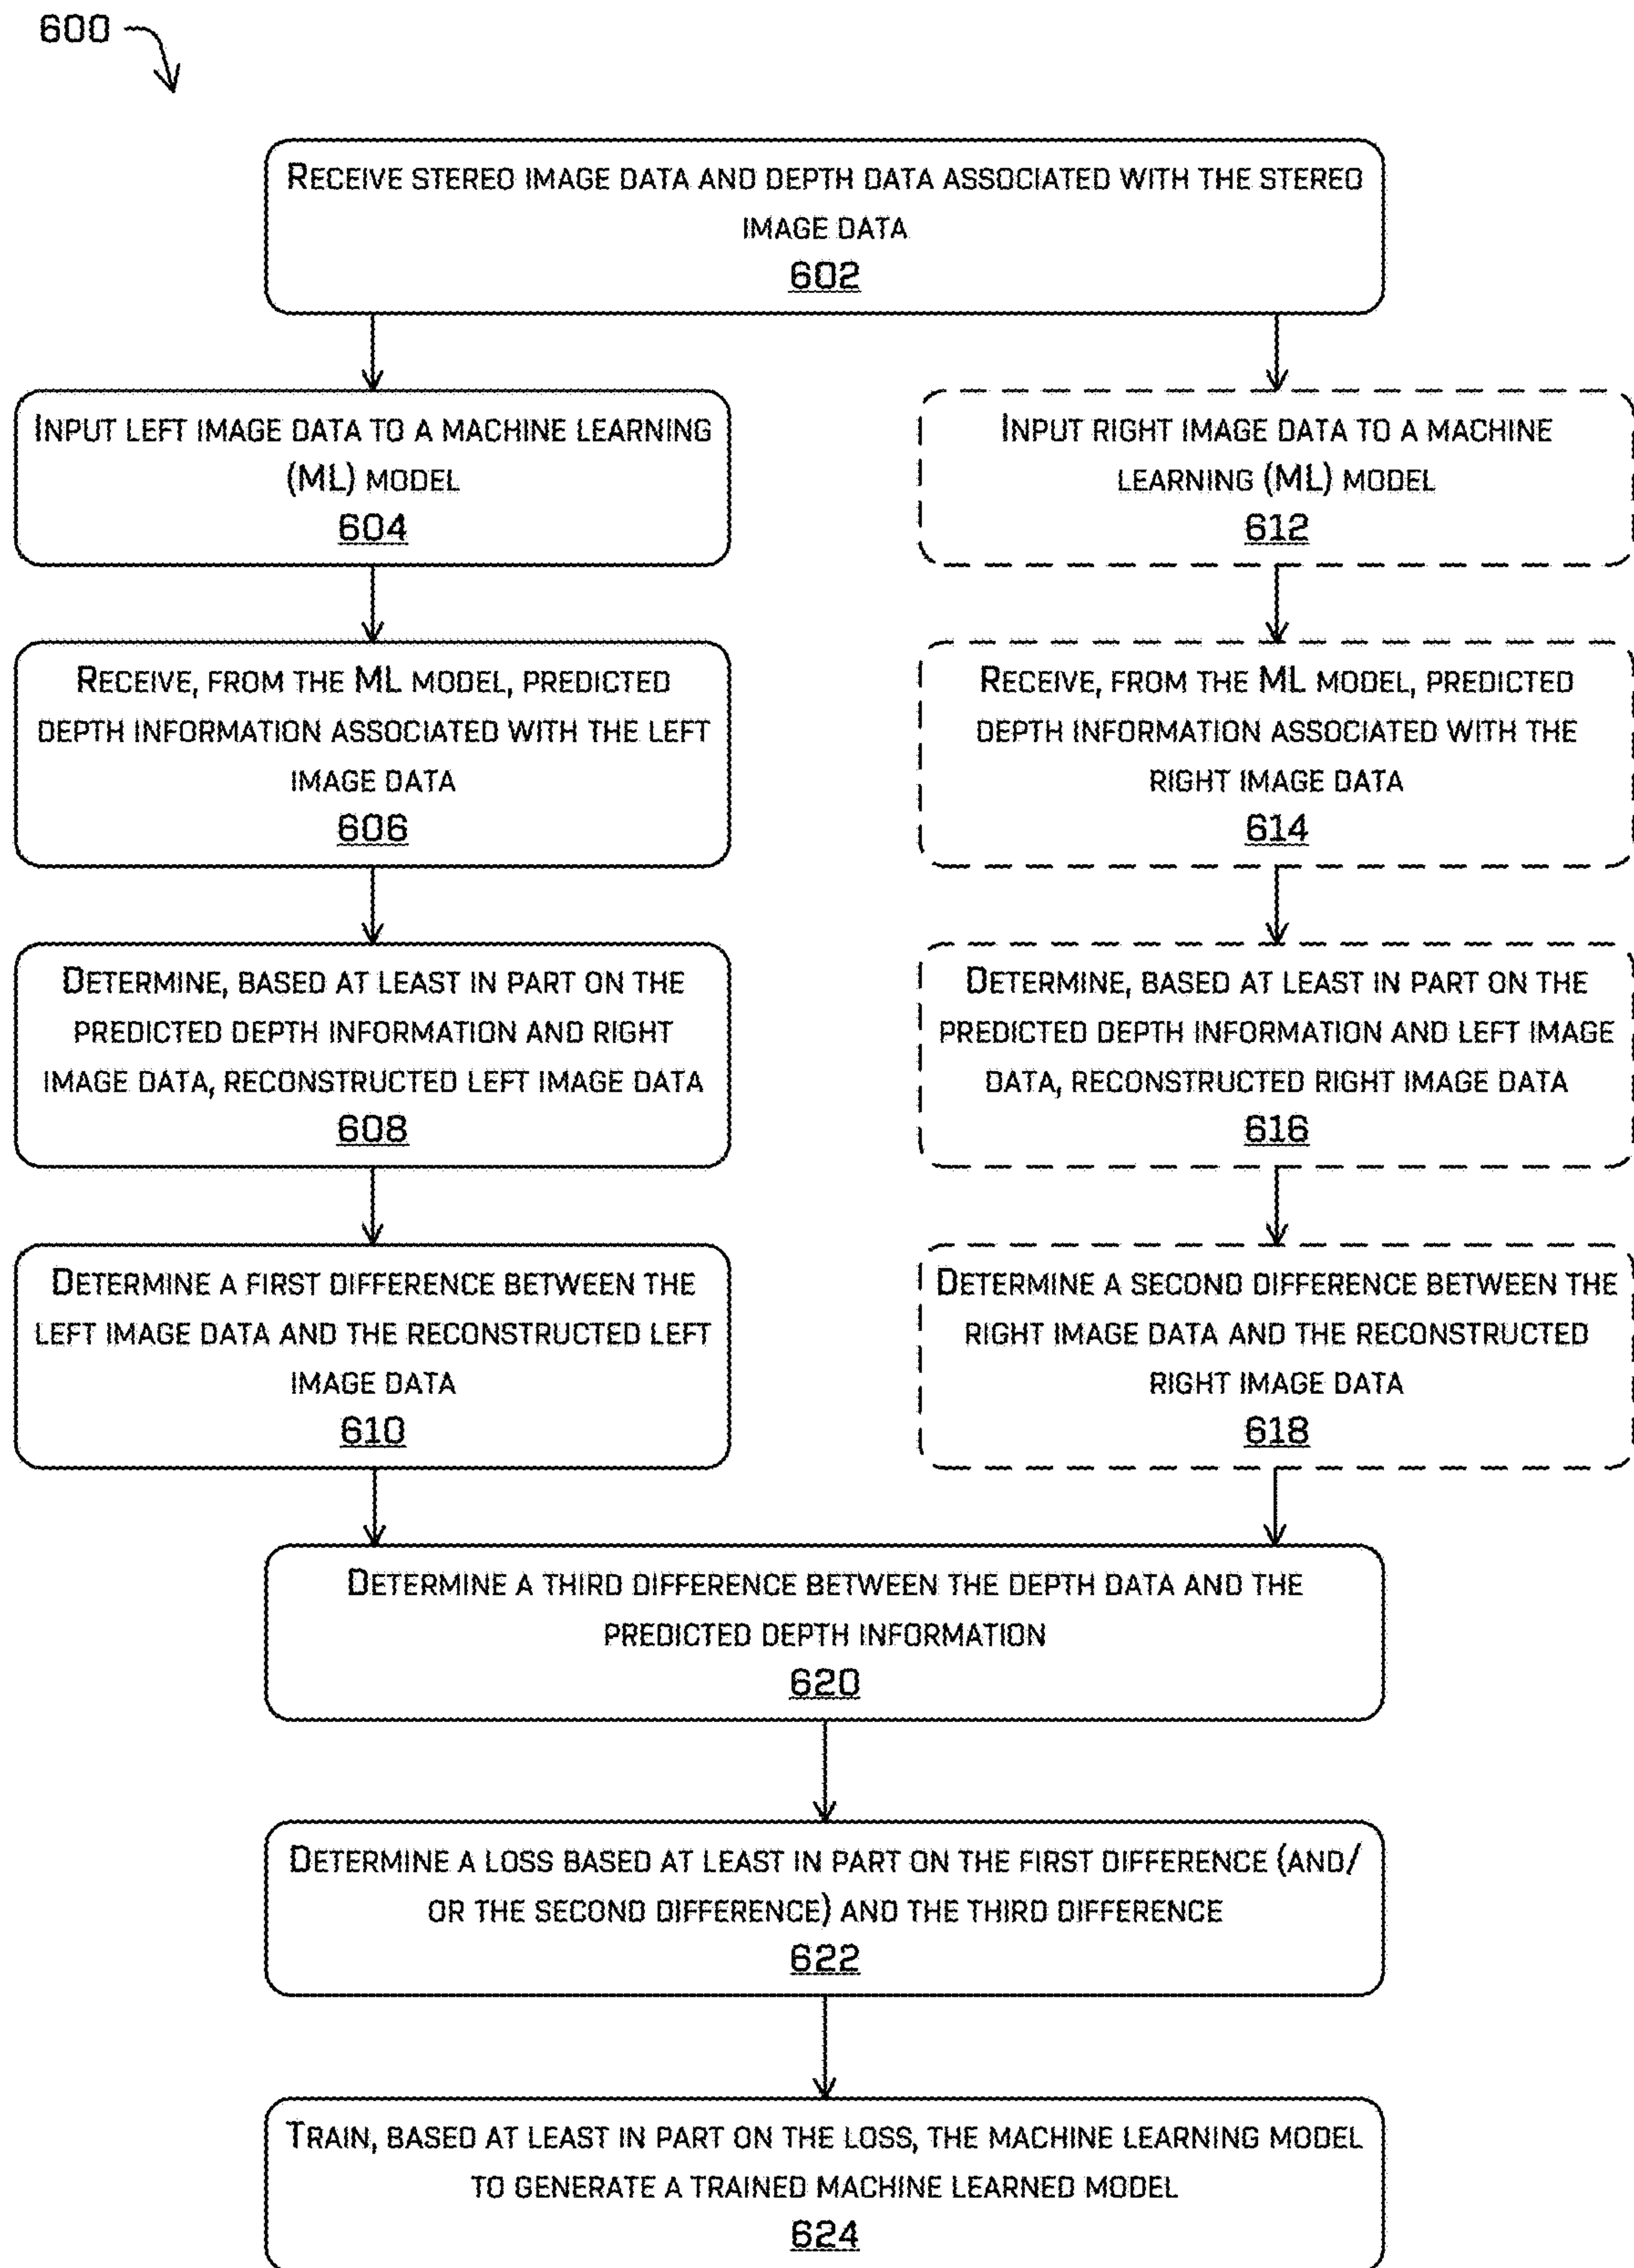 600
RECEIVE STEREO IMAGE DATA AND DEPTH DATA ASSOCIATED WITH THE STEREO
IMAGE DATA
602
INPUT LEFT IMAGE DATA TO A MACHINE LEARNING
(ML) MODEL
604
RECEIVE, FROM THE ML MODEL, PREDICTED
DEPTH INFORMATION ASSOCIATED WITH THE LEFT
IMAGE DATA
606
DETERMINE, BASED AT LEAST IN PART ON THE
PREDICTED DEPTH INFORMATION AND RIGHT
IMAGE DATA, RECONSTRUCTED LEFT IMAGE DATA
608
DETERMINE A FIRST DIFFERENCE BETWEEN THE
LEFT IMAGE DATA AND THE RECONSTRUCTED LEFT
IMAGE DATA
610
INPUT RIGHT IMAGE DATA TO A MACHINE
LEARNING (ML) MODEL
612
RECEIVE, FROM THE ML MODEL, PREDICTED
DEPTH INFORMATION ASSOCIATED WITH THE
RIGHT IMAGE DATA
614
DETERMINE, BASED AT LEAST IN PART ON THE
PREDICTED DEPTH INFORMATION AND LEFT IMAGE
DATA, RECONSTRUCTED RIGHT IMAGE DATA
616
DETERMINE A SECOND DIFFERENCE BETWEEN THE
RIGHT IMAGE DATA AND THE RECONSTRUCTED
RIGHT IMAGE DATA
618
DETERMINE A THIRD DIFFERENCE BETWEEN THE DEPTH DATA AND THE
PREDICTED DEPTH INFORMATION
620
DETERMINE A LOSS BASED AT LEAST IN PART ON THE FIRST DIFFERENCE (AND/
OR THE SECOND DIFFERENCE) AND THE THIRD DIFFERENCE
622
TRAIN, BASED AT LEAST IN PART ON THE LOSS, THE MACHINE LEARNING MODEL
TO GENERATE A TRAINED MACHINE LEARNED MODEL
624